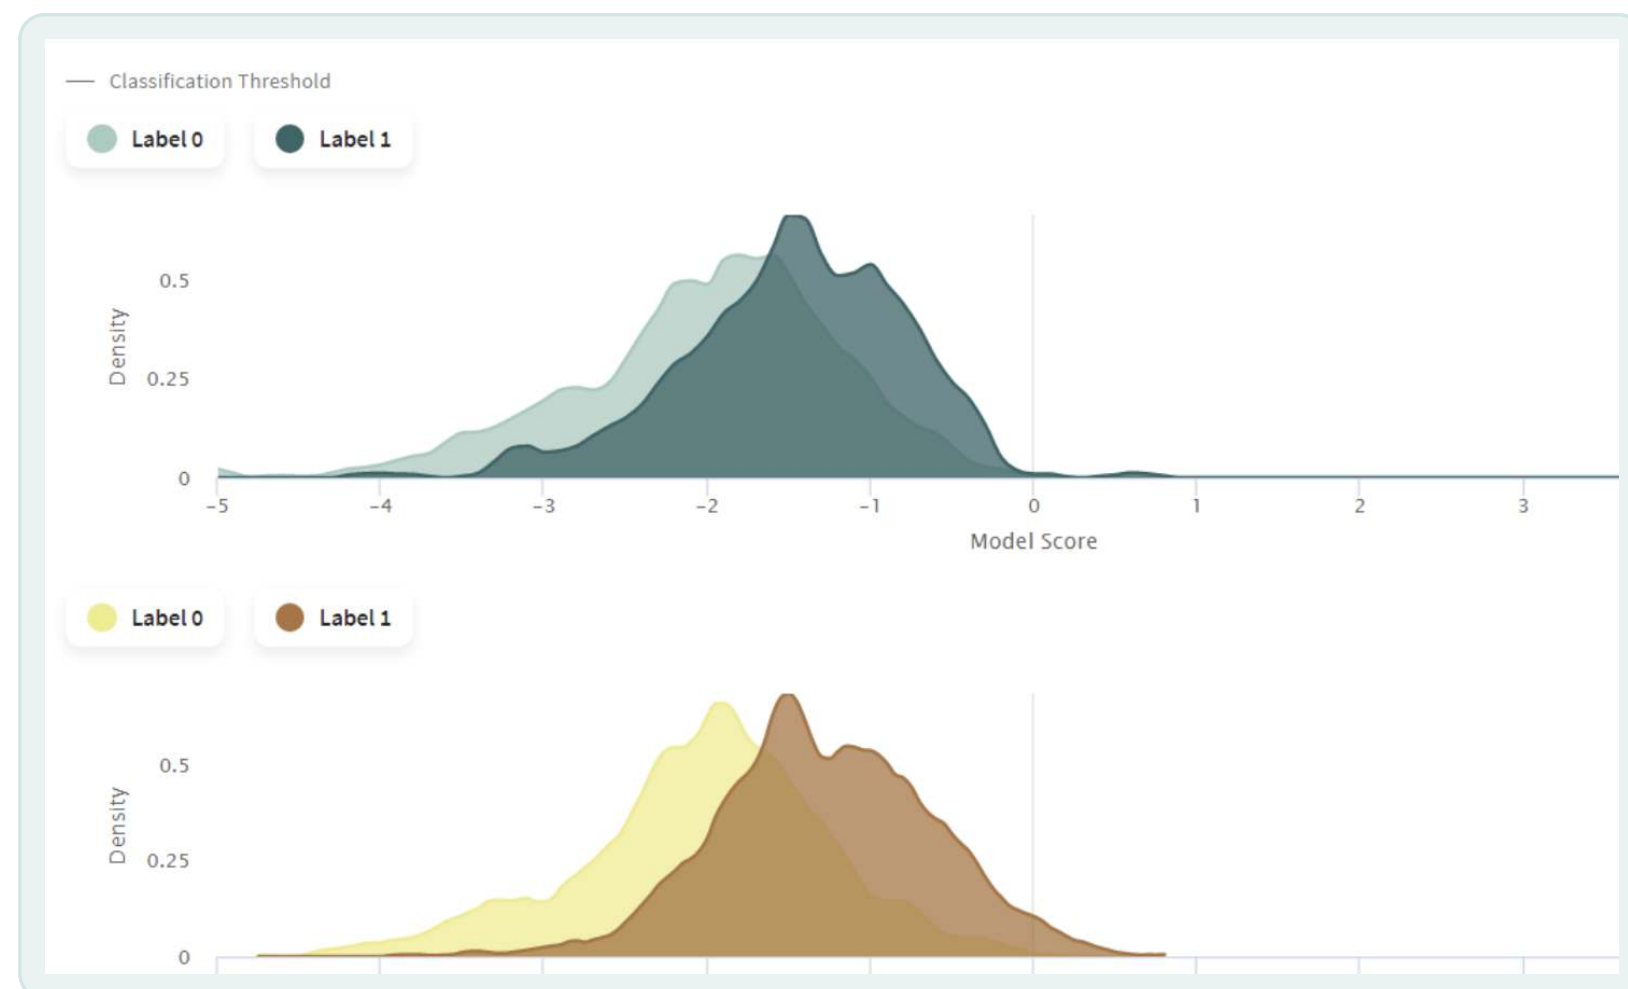 Classification Threshold
Label 0 Label 1
0.5
Density
0.25
0
−5 −4 −3 −2 −1 0 1 2 3
Model Score
Label 0 Label 1
0.5
Density
0.25
0